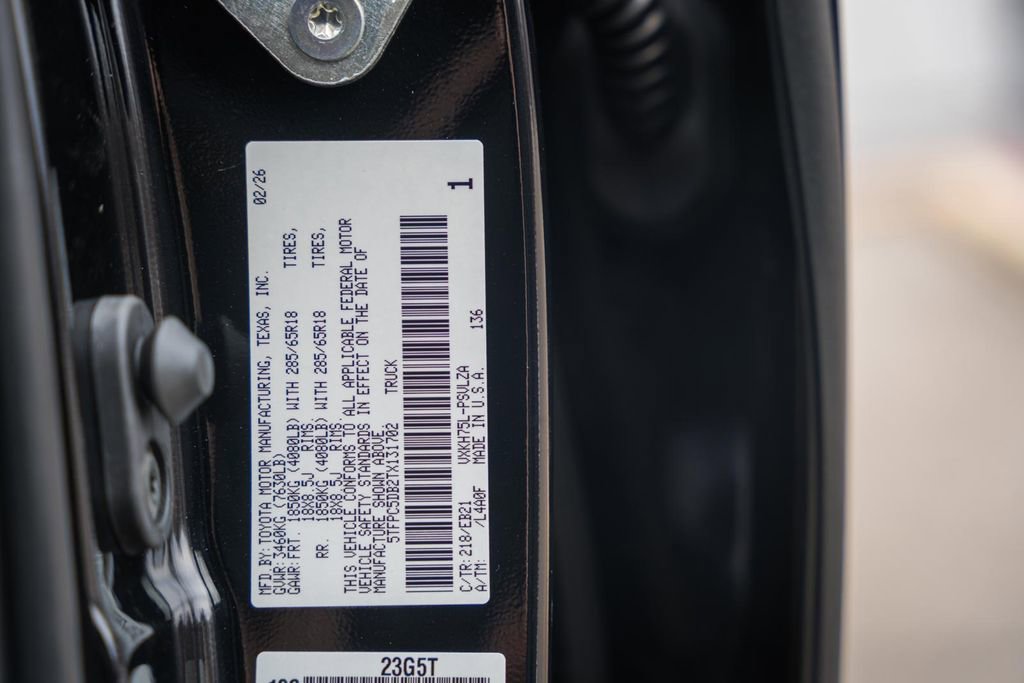 MFD.BY:TOYOTA MOTOR MANUFACTURING, TEXAS, INC. 02/26
GVWR:3460KG (7630LB)
GAWR:FRT. 1850KG (4080LB) WITH 285/65R18 TIRES,
18X8.5J RIMS.
RR. 1850KG (4080LB) WITH 285/65R18 TIRES,
18X8.5J RIMS.
THIS VEHICLE CONFORMS TO ALL APPLICABLE FEDERAL MOTOR
VEHICLE SAFETY STANDARDS IN EFFECT ON THE DATE OF
MANUFACTURE SHOWN ABOVE.
5TFPC5DB2TX131702 TRUCK
1
C/TR:218/EB21 VXKH75L-PSVLZA 136
A/TM: /L4A0F MADE IN U.S.A.
23G5T